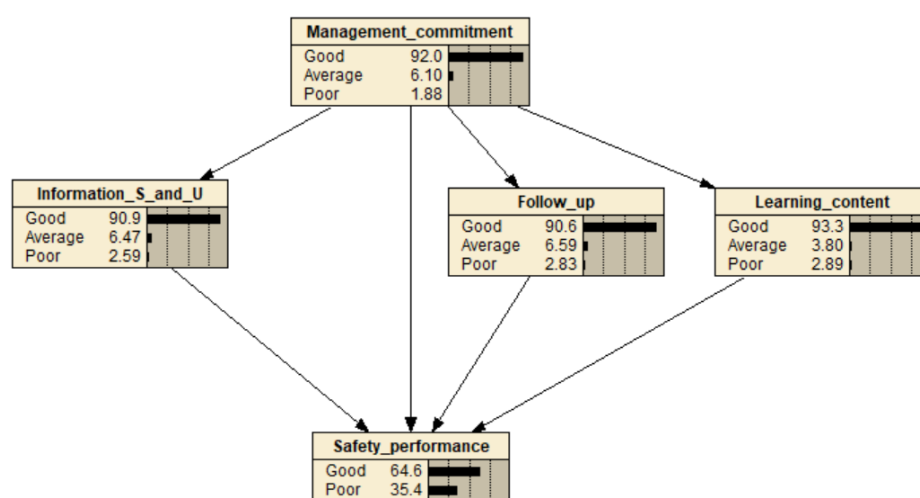 Management_commitment
Good 92.0
Average 6.10
Poor 1.88
Information_S_and_U
Good 90.9
Average 6.47
Poor 2.59
Follow_up
Good 90.6
Average 6.59
Poor 2.83
Learning_content
Good 93.3
Average 3.80
Poor 2.89
Safety_performance
Good 64.6
Poor 35.4